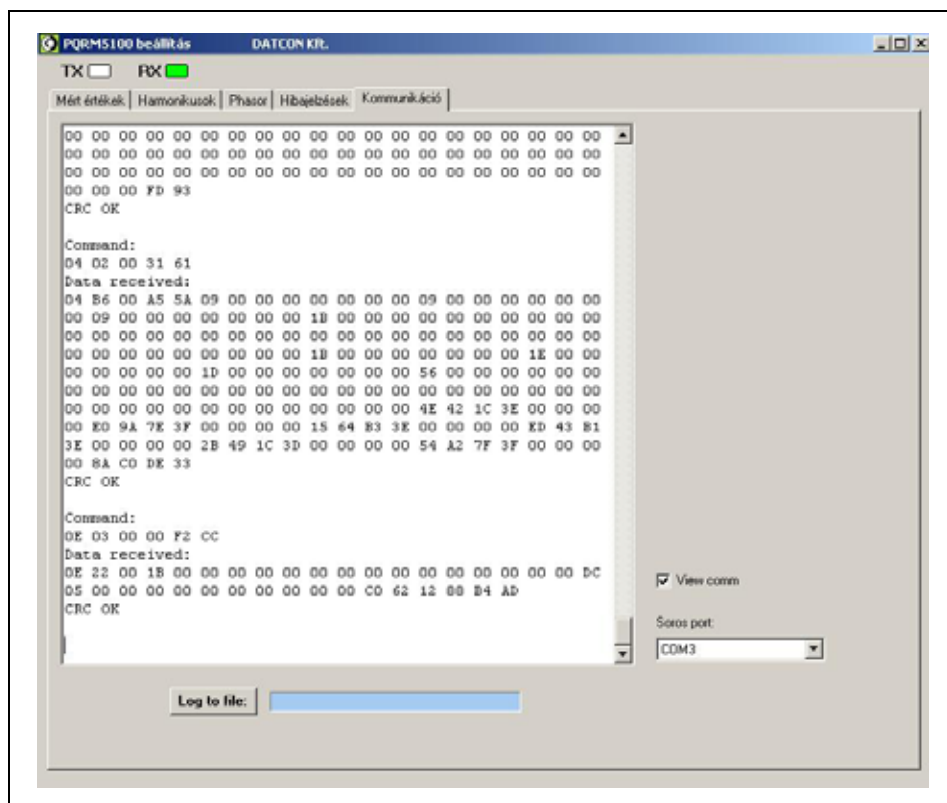 PQRM5100 beállítás DATCON Kft.
TX RX
Mért értékek Harmonikusok Phasor Hibajelzések Kommunikáció
00 00 00 00 00 00 00 00 00 00 00 00 00 00 00 00 00 00 00 00
00 00 00 00 00 00 00 00 00 00 00 00 00 00 00 00 00 00 00 00
00 00 00 00 00 00 00 00 00 00 00 00 00 00 00 00 00 00 00 00
00 00 00 FD 93
CRC OK
Command:
04 02 00 31 61
Data received:
04 B6 00 A5 5A 09 00 00 00 00 00 00 00 09 00 00 00 00 00 00
00 09 00 00 00 00 00 00 00 1B 00 00 00 00 00 00 00 00 00 00
00 00 00 00 00 00 00 00 00 00 00 00 00 00 00 00 00 00 00 00
00 00 00 00 00 00 00 00 00 1B 00 00 00 00 00 00 00 1E 00 00
00 00 00 00 00 1D 00 00 00 00 00 00 00 56 00 00 00 00 00 00
00 00 00 00 00 00 00 00 00 00 00 00 00 00 00 00 00 00 00 00
00 00 00 00 00 00 00 00 00 00 00 00 00 4E 42 1C 3E 00 00 00
00 E0 9A 7E 3F 00 00 00 00 15 64 B3 3E 00 00 00 00 ED 43 81
3E 00 00 00 00 2B 49 1C 3D 00 00 00 00 54 A2 7F 3F 00 00 00
00 8A C0 DE 33
CRC OK
Command:
0E 03 00 00 F2 CC
Data received:
0E 22 00 1B 00 00 00 00 00 00 00 00 00 00 00 00 00 00 00 DC
05 00 00 00 00 00 00 00 00 00 00 C0 62 12 88 B4 AD
CRC OK
View comm
Soros port:
COM3
Log to file: